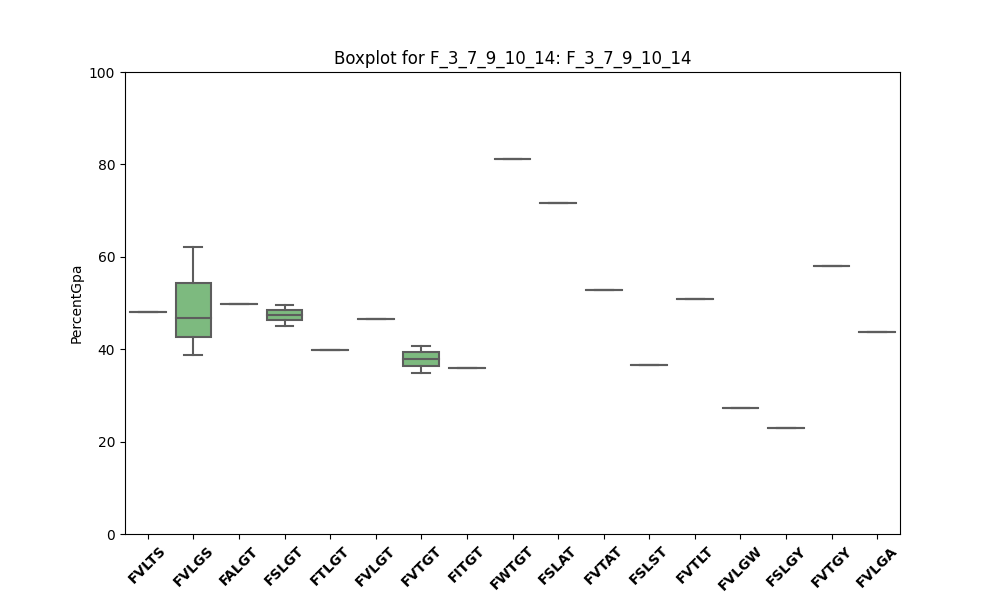 Boxplot for F_3_7_9_10_14: F_3_7_9_10_14
100
80
60
40
20
0
PercentGpa
FVLTS
FVLGS
FALGT
FSLGT
FTLGT
FVLGT
FVTGT
FITGT
FWTGT
FSLAT
FVTAT
FSLST
FVTLT
FVLGW
FSLGY
FVTGY
FVLGA